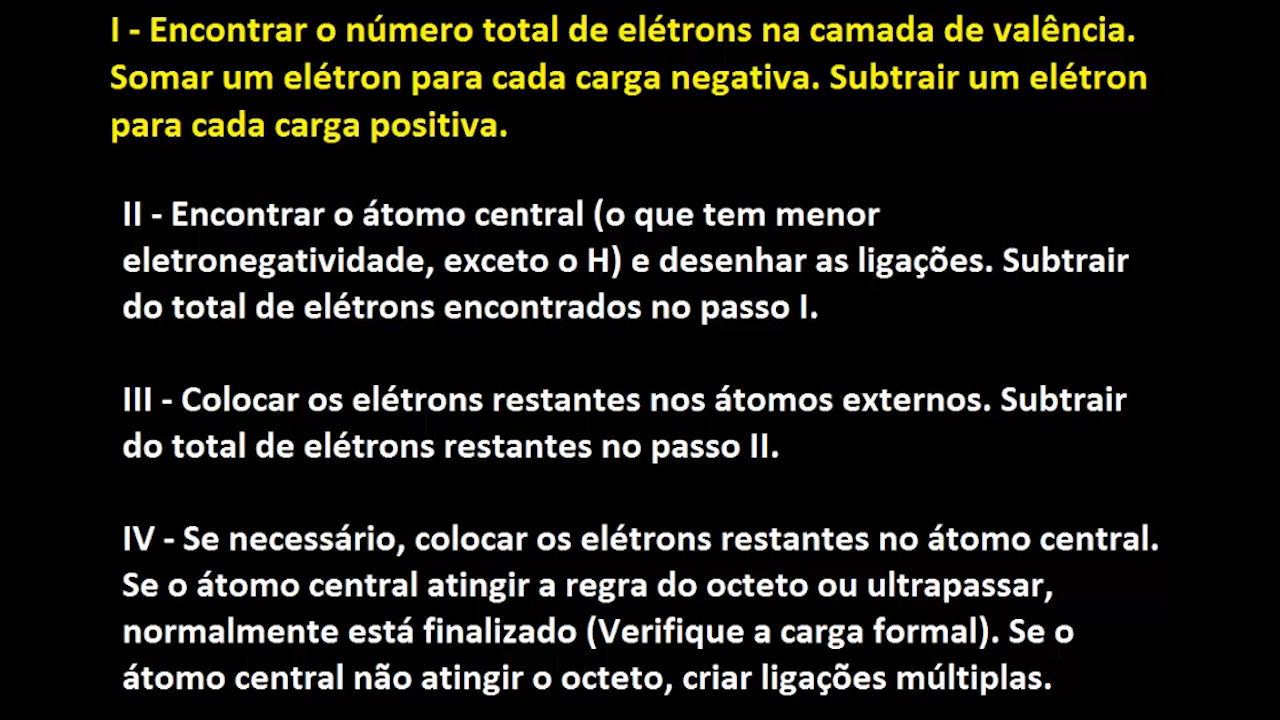 I - Encontrar o número total de elétrons na camada de valência.
Somar um elétron para cada carga negativa. Subtrair um elétron
para cada carga positiva.
II - Encontrar o átomo central (o que tem menor
eletronegatividade, exceto o H) e desenhar as ligações. Subtrair
do total de elétrons encontrados no passo I.
III - Colocar os elétrons restantes nos átomos externos. Subtrair
do total de elétrons restantes no passo II.
IV - Se necessário, colocar os elétrons restantes no átomo central.
Se o átomo central atingir a regra do octeto ou ultrapassar,
normalmente está finalizado (Verifique a carga formal). Se o
átomo central não atingir o octeto, criar ligações múltiplas.